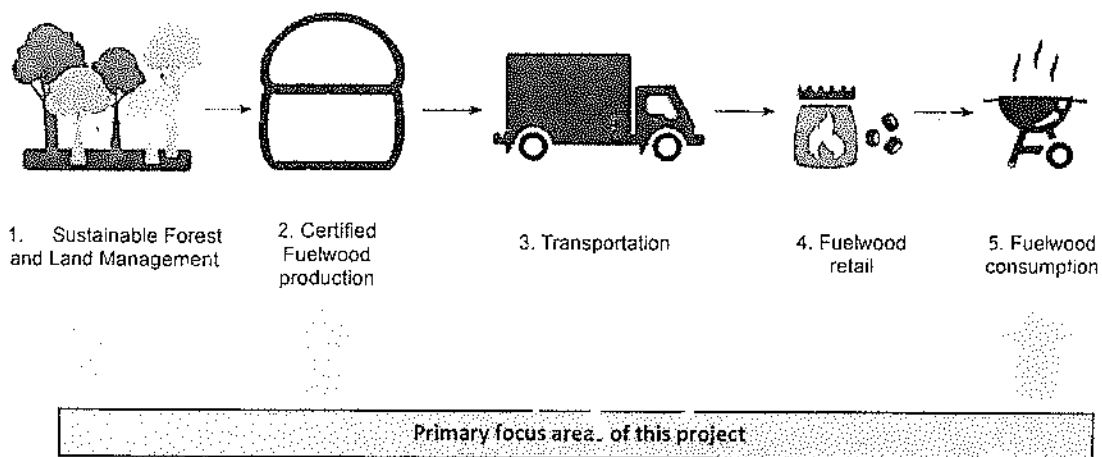 1. Sustainable Forest
and Land Management
2. Certified
Fuelwood
production
3. Transportation
4. Fuelwood
retail
5. Fuelwood
consumption
Primary focus area. of this project